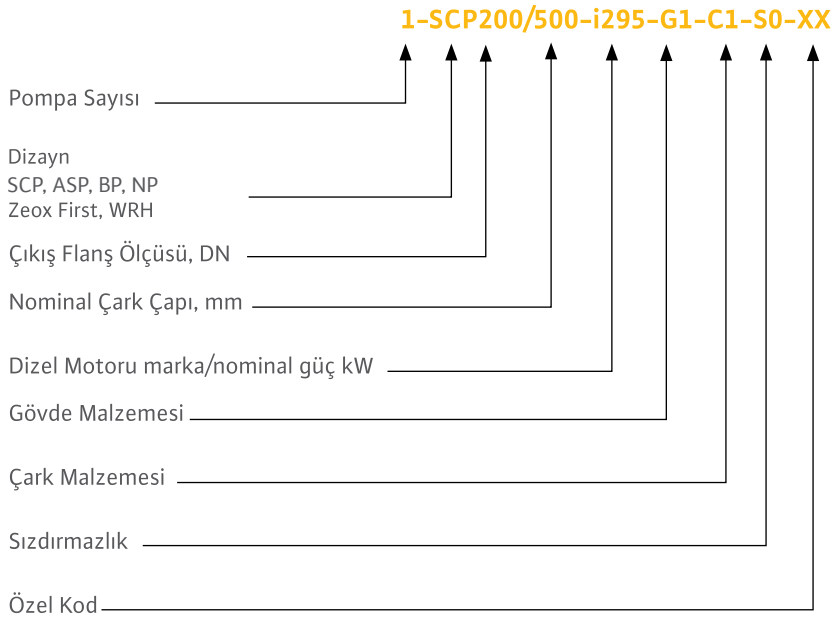 1-SCP200/500-i295-G1-C1-S0-XX
Pompa Sayısı
Dizayn
SCP, ASP, BP, NP
Zeox First, WRH
Çıkış Flanş Ölçüsü, DN
Nominal Çark Çapı, mm
Dizel Motoru marka/nominal güç kW
Gövde Malzemesi
Çark Malzemesi
Sızdırmazlık
Özel Kod